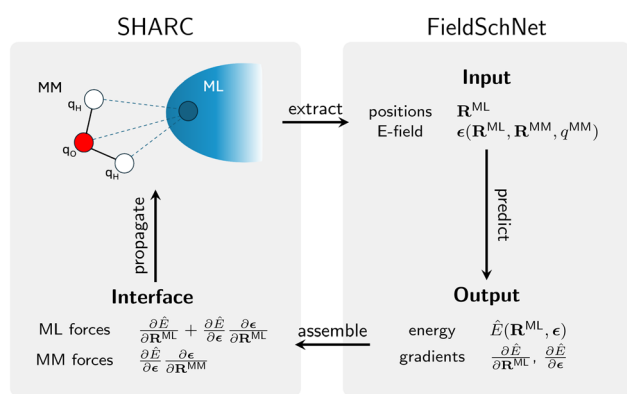 SHARC
FieldSchNet
MM
ML
q_H
q_O
q_H
extract
Input
positions R^ML
E-field ϵ(R^ML, R^MM, q^MM)
propagate
predict
Interface
ML forces ∂Ê/∂R^ML + ∂Ê/∂ϵ ∂ϵ/∂R^ML
MM forces ∂Ê/∂ϵ ∂ϵ/∂R^MM
assemble
Output
energy Ê(R^ML, ϵ)
gradients ∂Ê/∂R^ML, ∂Ê/∂ϵ